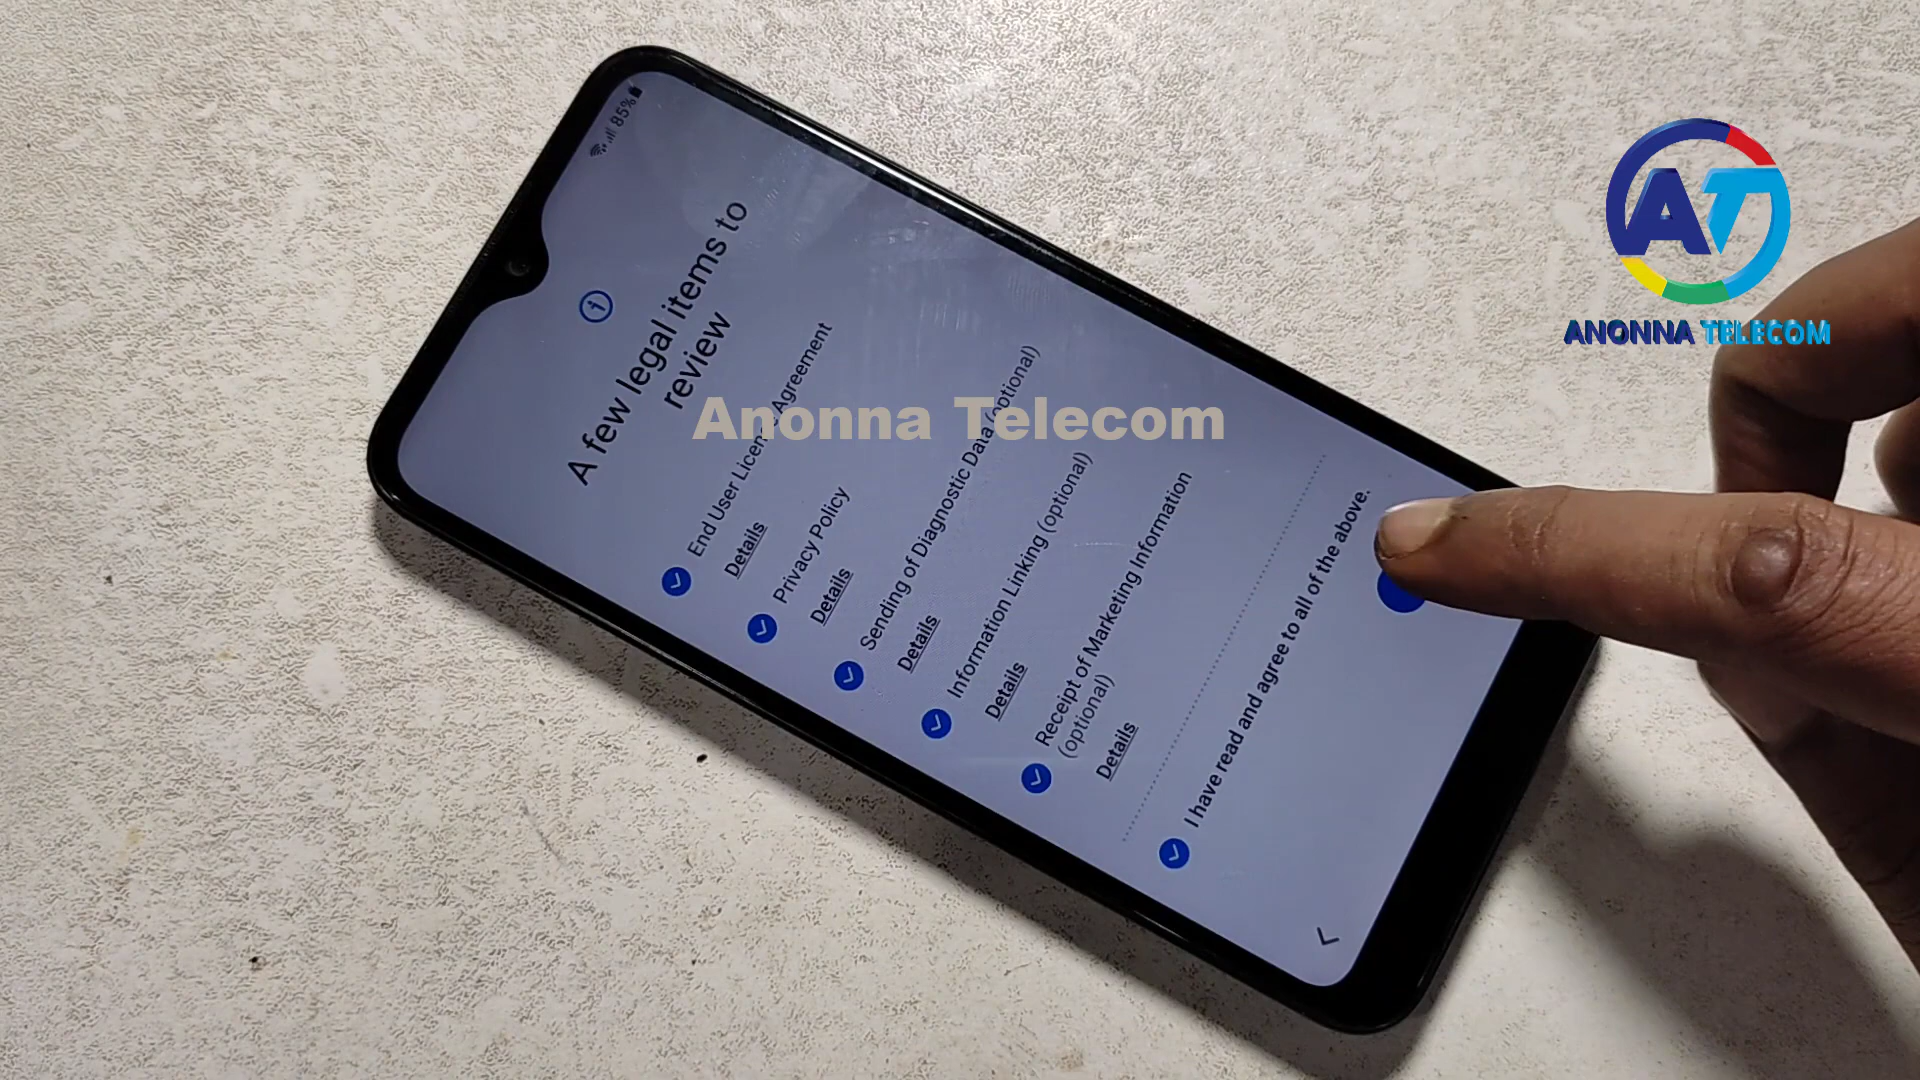 85%
A few legal items to
review
End User License Agreement
Details
Privacy Policy
Details
Sending of Diagnostic Data (optional)
Details
Information Linking (optional)
Details
Receipt of Marketing Information
(optional)
Details
I have read and agree to all of the above.
Anonna Telecom
AT
ANONNA TELECOM